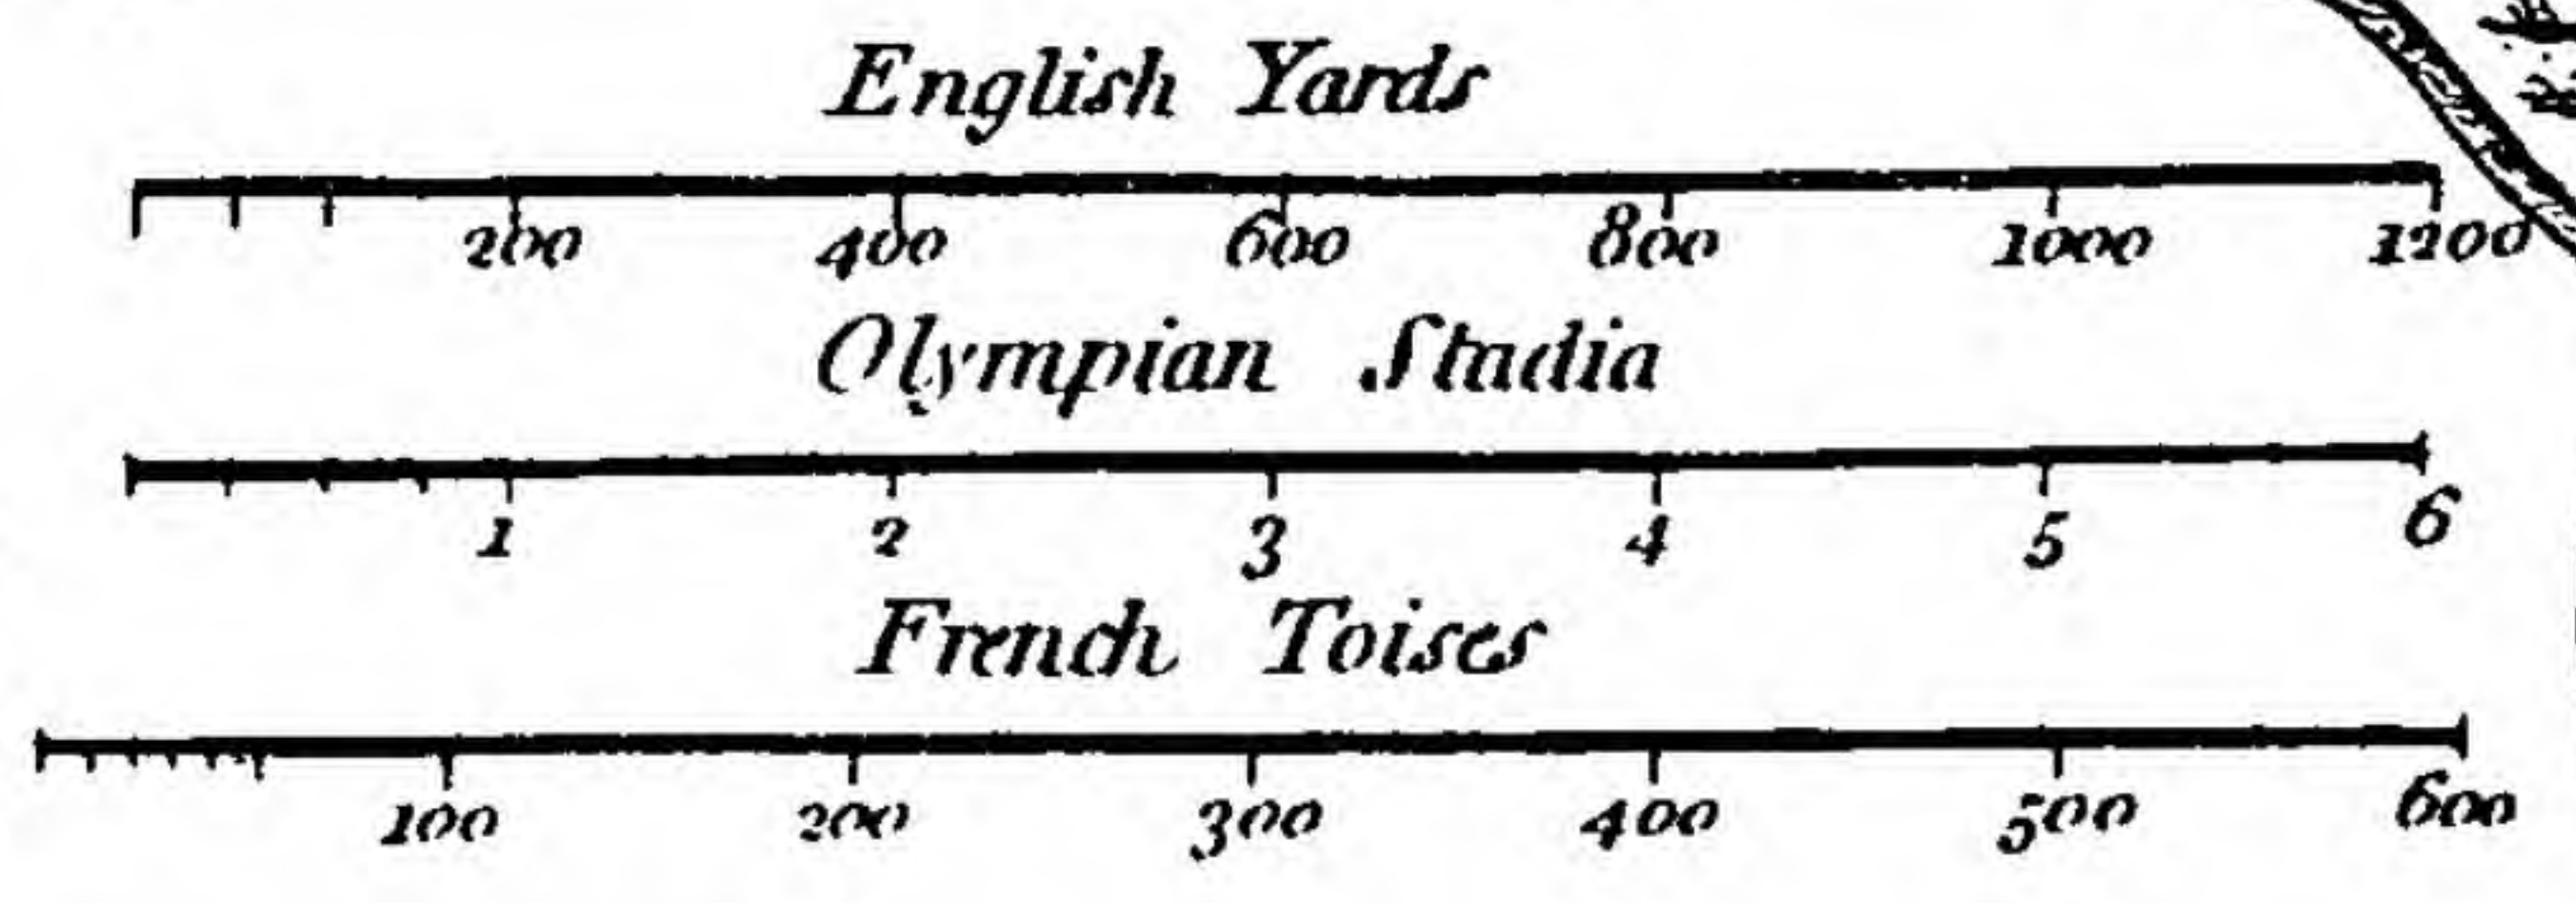 English Yards
200 400 600 800 1000 1200
Olympian Stadia
1 2 3 4 5 6
French Toises
100 200 300 400 500 600